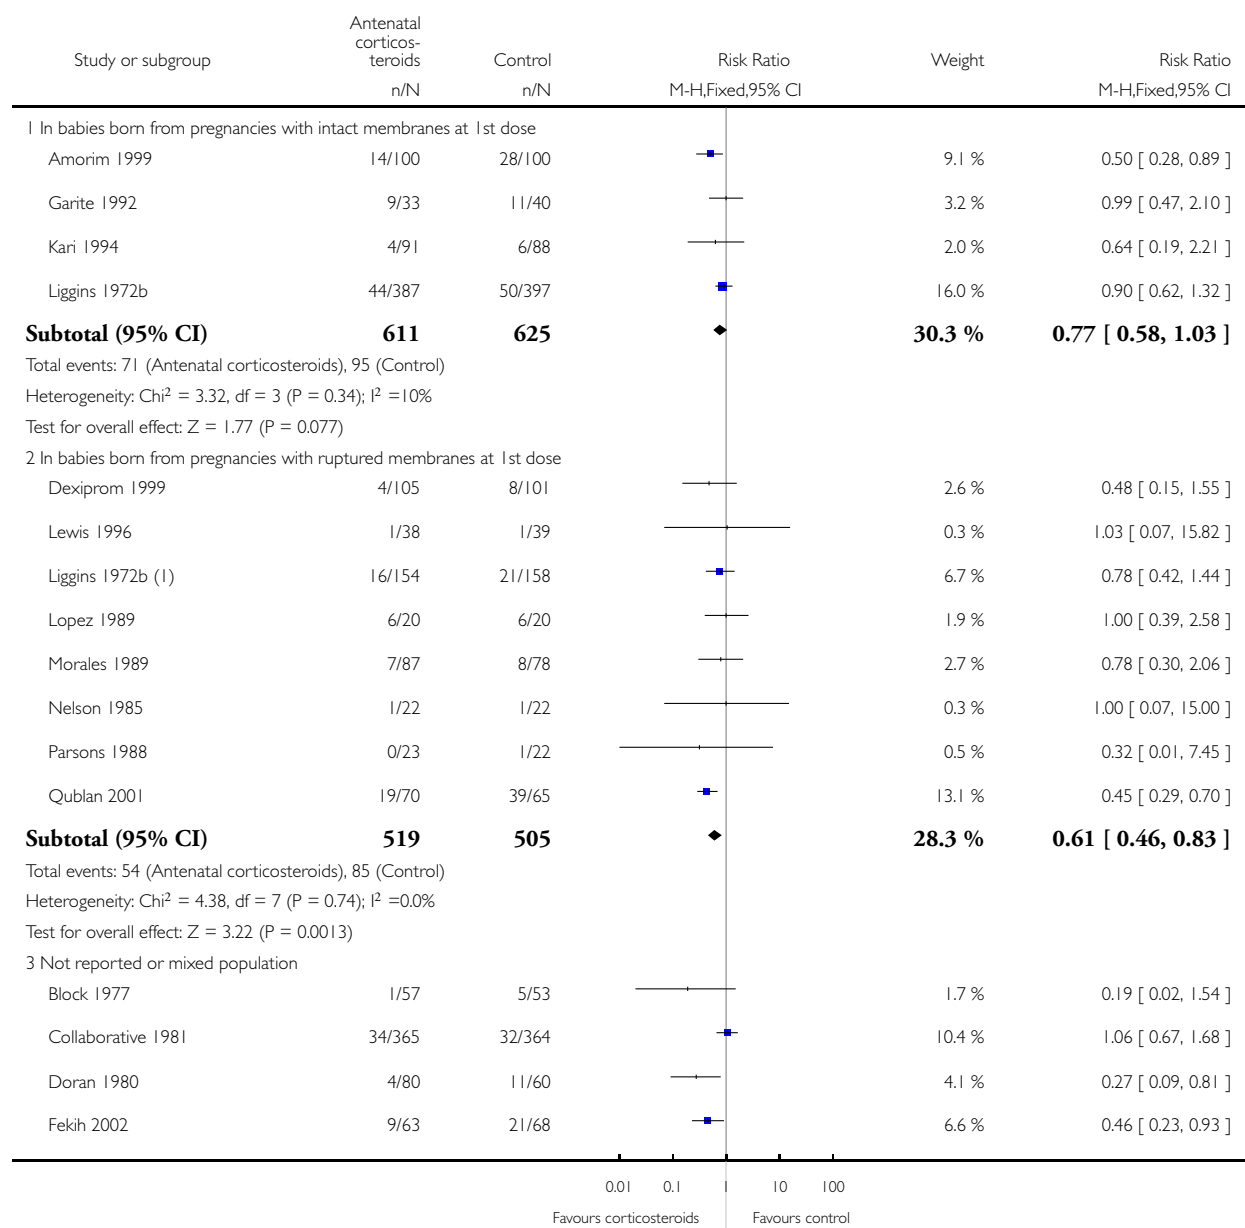 Study or subgroup Antenatal corticos- teroids Control Risk Ratio Weight Risk Ratio
n/N n/N M-H,Fixed,95% CI M-H,Fixed,95% CI
1 In babies born from pregnancies with intact membranes at 1st dose
Amorim 1999 14/100 28/100 9.1 % 0.50 [ 0.28, 0.89 ]
Garite 1992 9/33 11/40 3.2 % 0.99 [ 0.47, 2.10 ]
Kari 1994 4/91 6/88 2.0 % 0.64 [ 0.19, 2.21 ]
Liggins 1972b 44/387 50/397 16.0 % 0.90 [ 0.62, 1.32 ]
Subtotal (95% CI) 611 625 30.3 % 0.77 [ 0.58, 1.03 ]
Total events: 71 (Antenatal corticosteroids), 95 (Control)
Heterogeneity: Chi² = 3.32, df = 3 (P = 0.34); I² =10%
Test for overall effect: Z = 1.77 (P = 0.077)
2 In babies born from pregnancies with ruptured membranes at 1st dose
Dexiprom 1999 4/105 8/101 2.6 % 0.48 [ 0.15, 1.55 ]
Lewis 1996 1/38 1/39 0.3 % 1.03 [ 0.07, 15.82 ]
Liggins 1972b (1) 16/154 21/158 6.7 % 0.78 [ 0.42, 1.44 ]
Lopez 1989 6/20 6/20 1.9 % 1.00 [ 0.39, 2.58 ]
Morales 1989 7/87 8/78 2.7 % 0.78 [ 0.30, 2.06 ]
Nelson 1985 1/22 1/22 0.3 % 1.00 [ 0.07, 15.00 ]
Parsons 1988 0/23 1/22 0.5 % 0.32 [ 0.01, 7.45 ]
Qublan 2001 19/70 39/65 13.1 % 0.45 [ 0.29, 0.70 ]
Subtotal (95% CI) 519 505 28.3 % 0.61 [ 0.46, 0.83 ]
Total events: 54 (Antenatal corticosteroids), 85 (Control)
Heterogeneity: Chi² = 4.38, df = 7 (P = 0.74); I² =0.0%
Test for overall effect: Z = 3.22 (P = 0.0013)
3 Not reported or mixed population
Block 1977 1/57 5/53 1.7 % 0.19 [ 0.02, 1.54 ]
Collaborative 1981 34/365 32/364 10.4 % 1.06 [ 0.67, 1.68 ]
Doran 1980 4/80 11/60 4.1 % 0.27 [ 0.09, 0.81 ]
Fekih 2002 9/63 21/68 6.6 % 0.46 [ 0.23, 0.93 ]
0.01 0.1 1 10 100
Favours corticosteroids Favours control